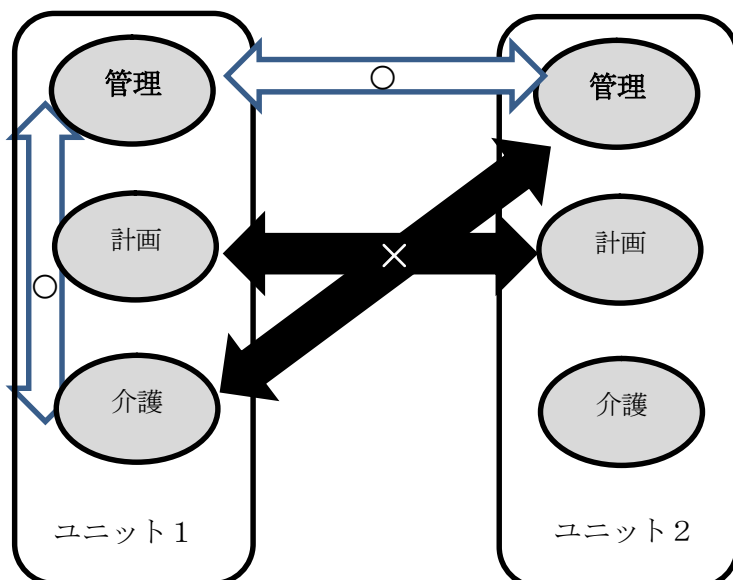 管理
○
管理
計画
×
計画
○
介護
介護
ユニット１
ユニット２